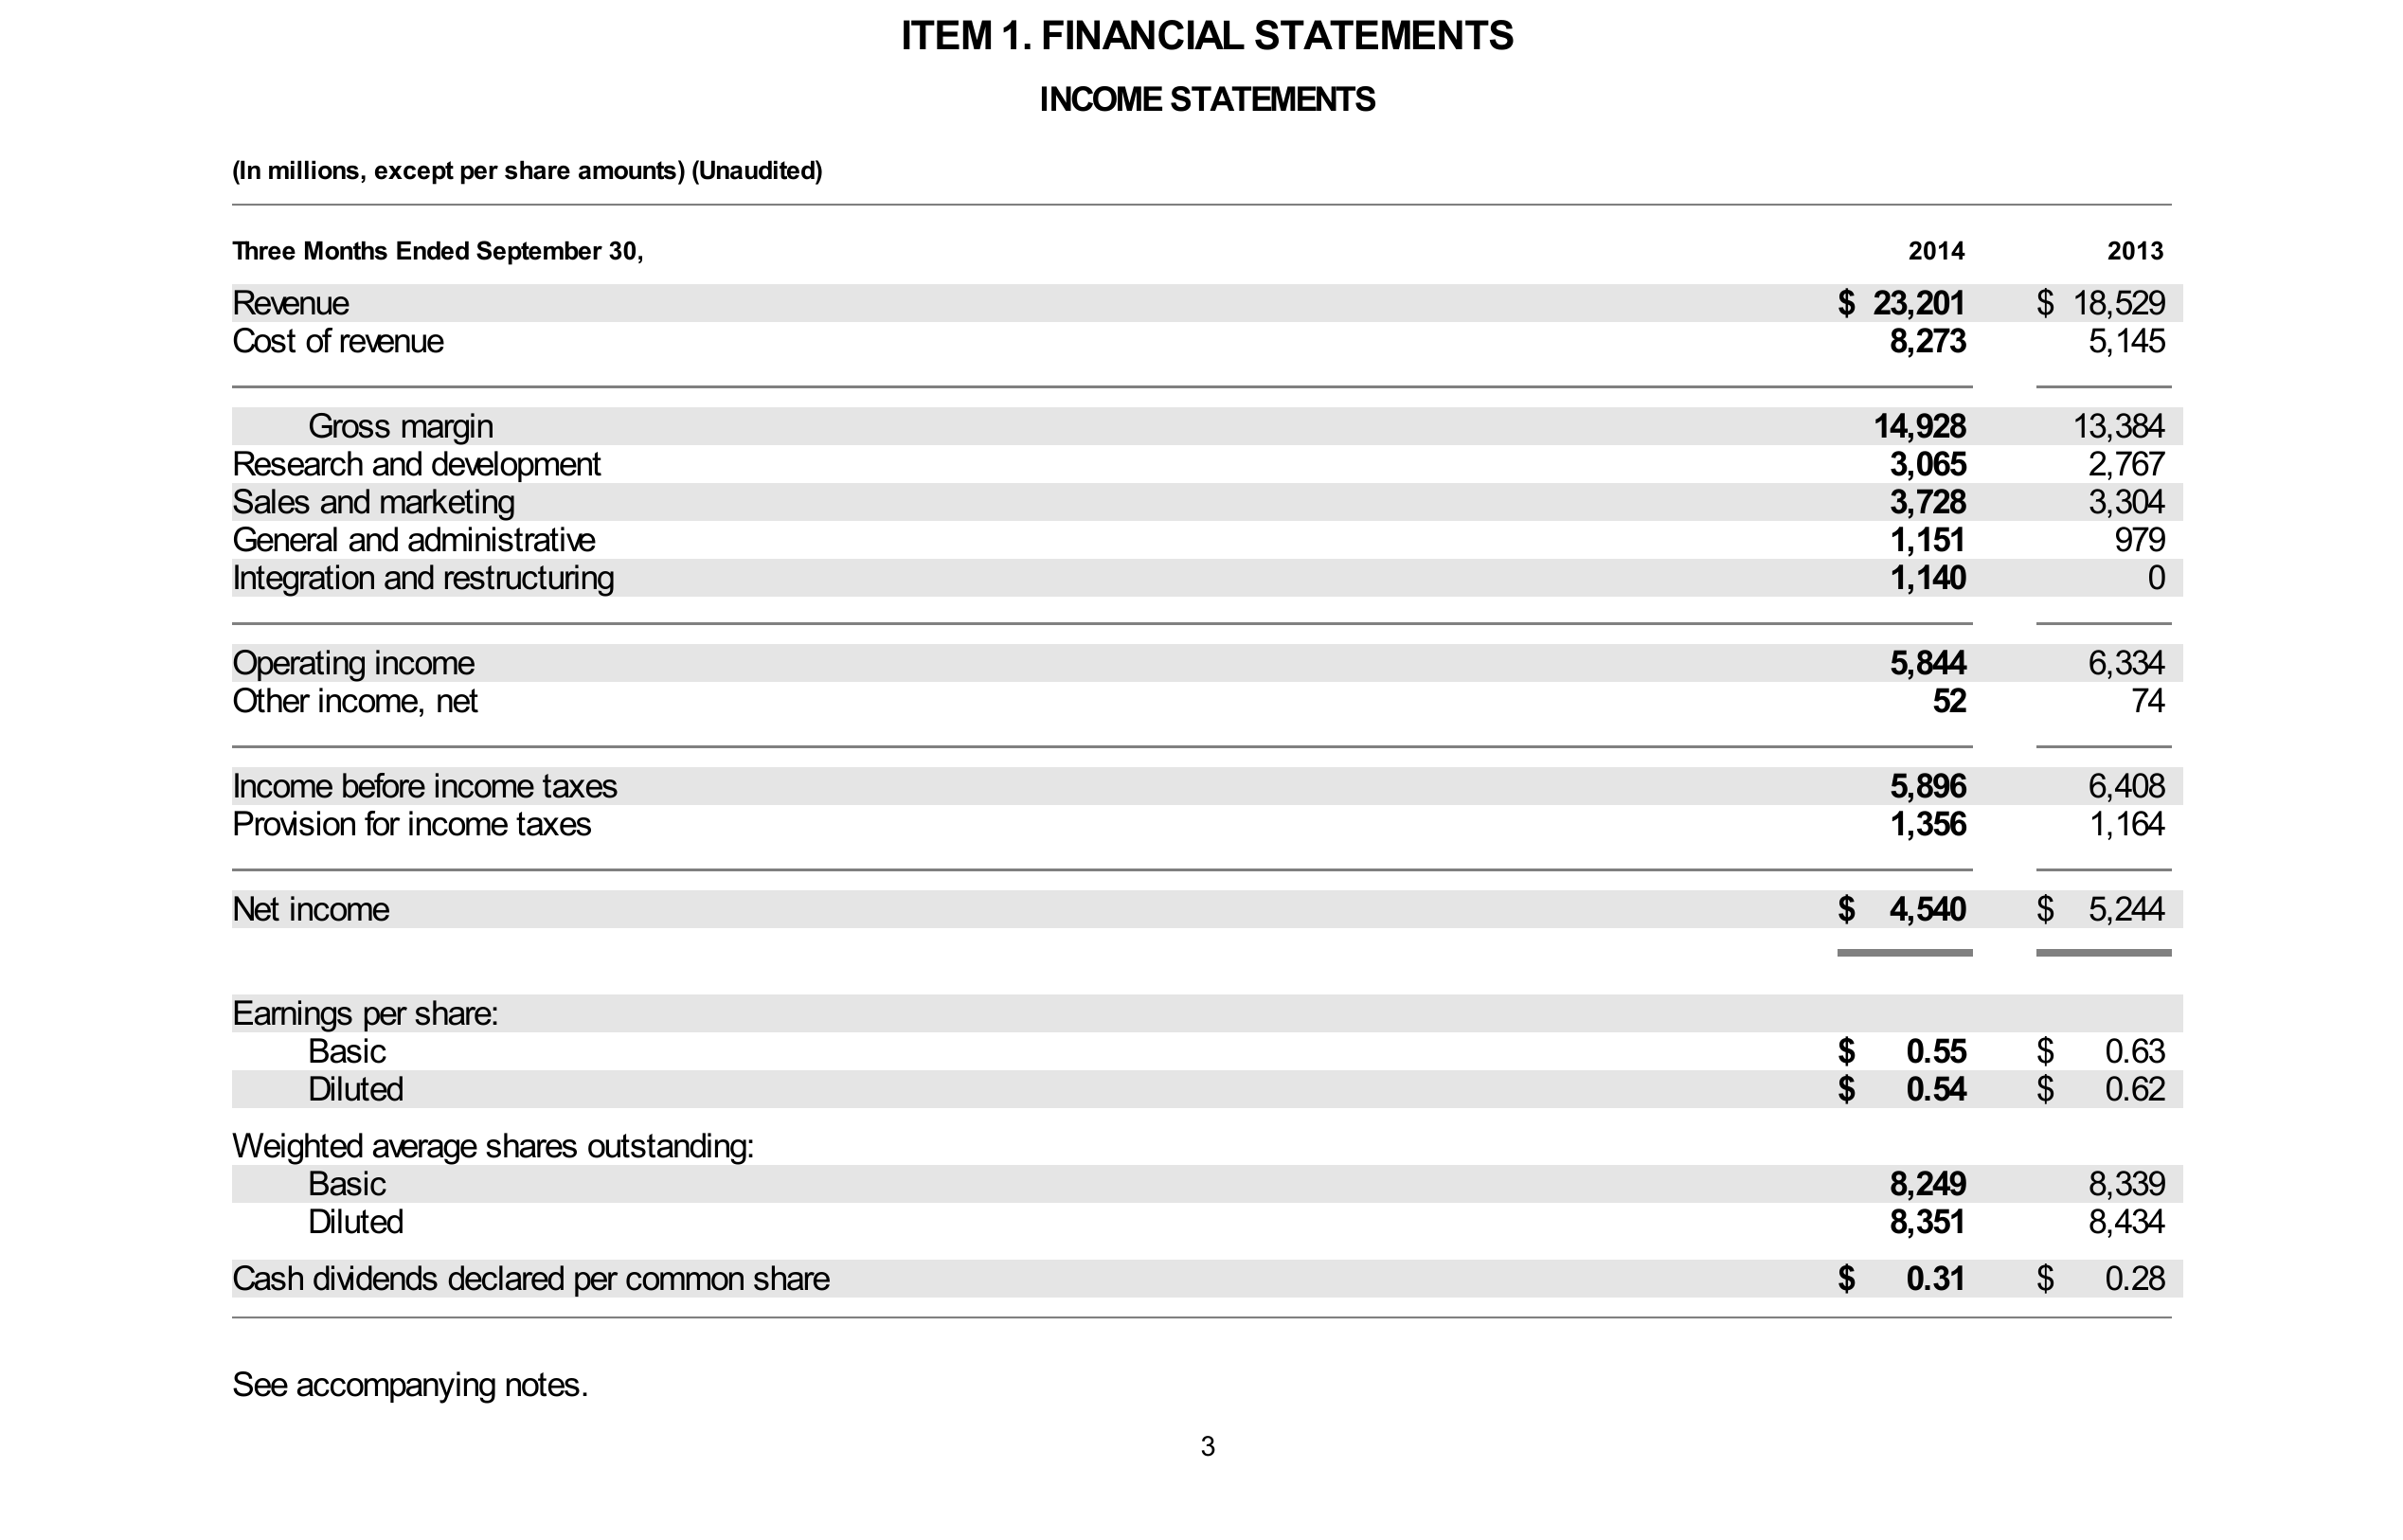 ITEM 1. FINANCIAL STATEMENTS
INCOME STATEMENTS
(In millions, except per share amounts) (Unaudited)
Three Months Ended September 30, 2014 2013
Revenue $ 23,201 $ 18,529
Cost of revenue 8,273 5,145
Gross margin 14,928 13,384
Research and development 3,065 2,767
Sales and marketing 3,728 3,304
General and administrative 1,151 979
Integration and restructuring 1,140 0
Operating income 5,844 6,334
Other income, net 52 74
Income before income taxes 5,896 6,408
Provision for income taxes 1,356 1,164
Net income $ 4,540 $ 5,244
Earnings per share:
Basic $ 0.55 $ 0.63
Diluted $ 0.54 $ 0.62
Weighted average shares outstanding:
Basic 8,249 8,339
Diluted 8,351 8,434
Cash dividends declared per common share $ 0.31 $ 0.28
See accompanying notes.
3